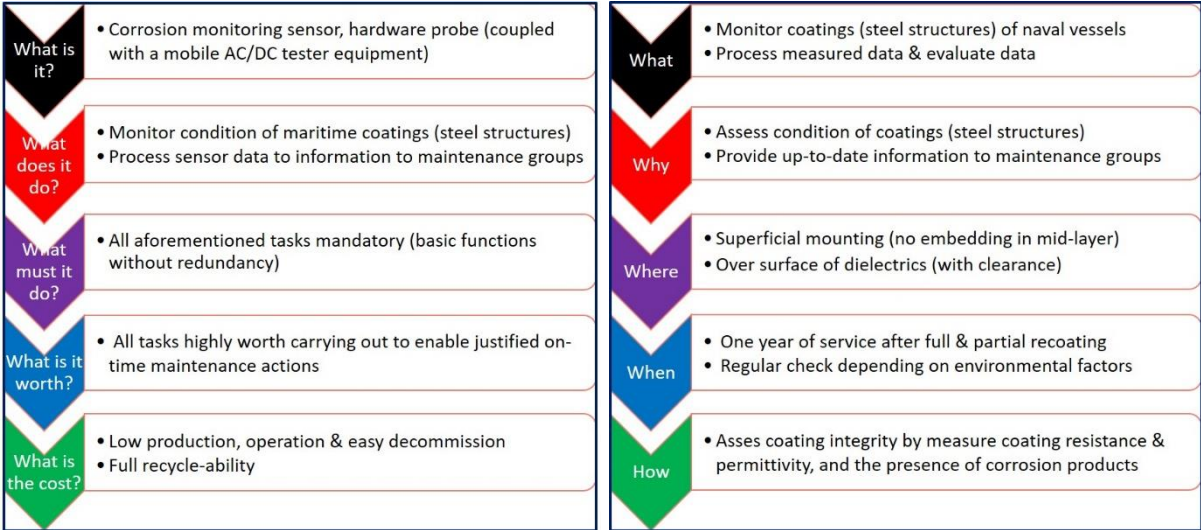 What is
it?
• Corrosion monitoring sensor, hardware probe (coupled
with a mobile AC/DC tester equipment)
What
does it
do?
• Monitor condition of maritime coatings (steel structures)
• Process sensor data to information to maintenance groups
What
must it
do?
• All aforementioned tasks mandatory (basic functions
without redundancy)
What is it
worth?
• All tasks highly worth carrying out to enable justified on-
time maintenance actions
What is
the cost?
• Low production, operation & easy decommission
• Full recycle-ability
What
• Monitor coatings (steel structures) of naval vessels
• Process measured data & evaluate data
Why
• Assess condition of coatings (steel structures)
• Provide up-to-date information to maintenance groups
Where
• Superficial mounting (no embedding in mid-layer)
• Over surface of dielectrics (with clearance)
When
• One year of service after full & partial recoating
• Regular check depending on environmental factors
How
• Asses coating integrity by measure coating resistance &
permittivity, and the presence of corrosion products